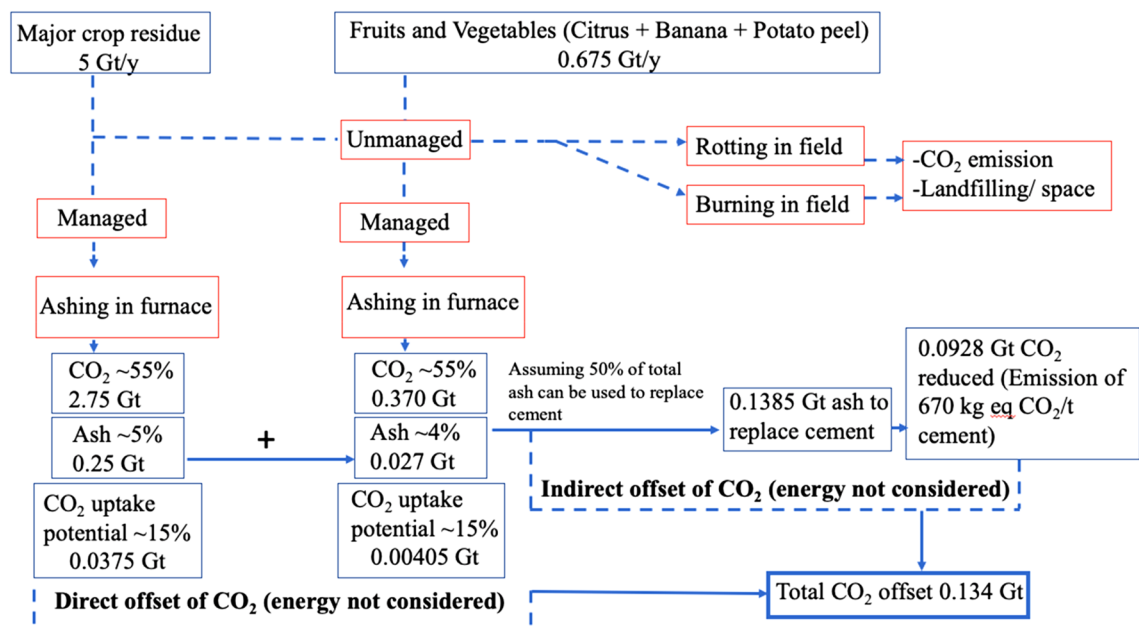 Major crop residue
5 Gt/y
Fruits and Vegetables (Citrus + Banana + Potato peel)
0.675 Gt/y
Unmanaged
Rotting in field
Burning in field
-CO₂ emission
-Landfilling/ space
Managed
Managed
Ashing in furnace
Ashing in furnace
CO₂ ~55%
2.75 Gt
Ash ~5%
0.25 Gt
CO₂ uptake
potential ~15%
0.0375 Gt
+
CO₂ ~55%
0.370 Gt
Ash ~4%
0.027 Gt
CO₂ uptake
potential ~15%
0.00405 Gt
Assuming 50% of total
ash can be used to replace
cement
0.1385 Gt ash to
replace cement
0.0928 Gt CO₂
reduced (Emission of
670 kg eq CO₂/t
cement)
Indirect offset of CO₂ (energy not considered)
Direct offset of CO₂ (energy not considered)
Total CO₂ offset 0.134 Gt